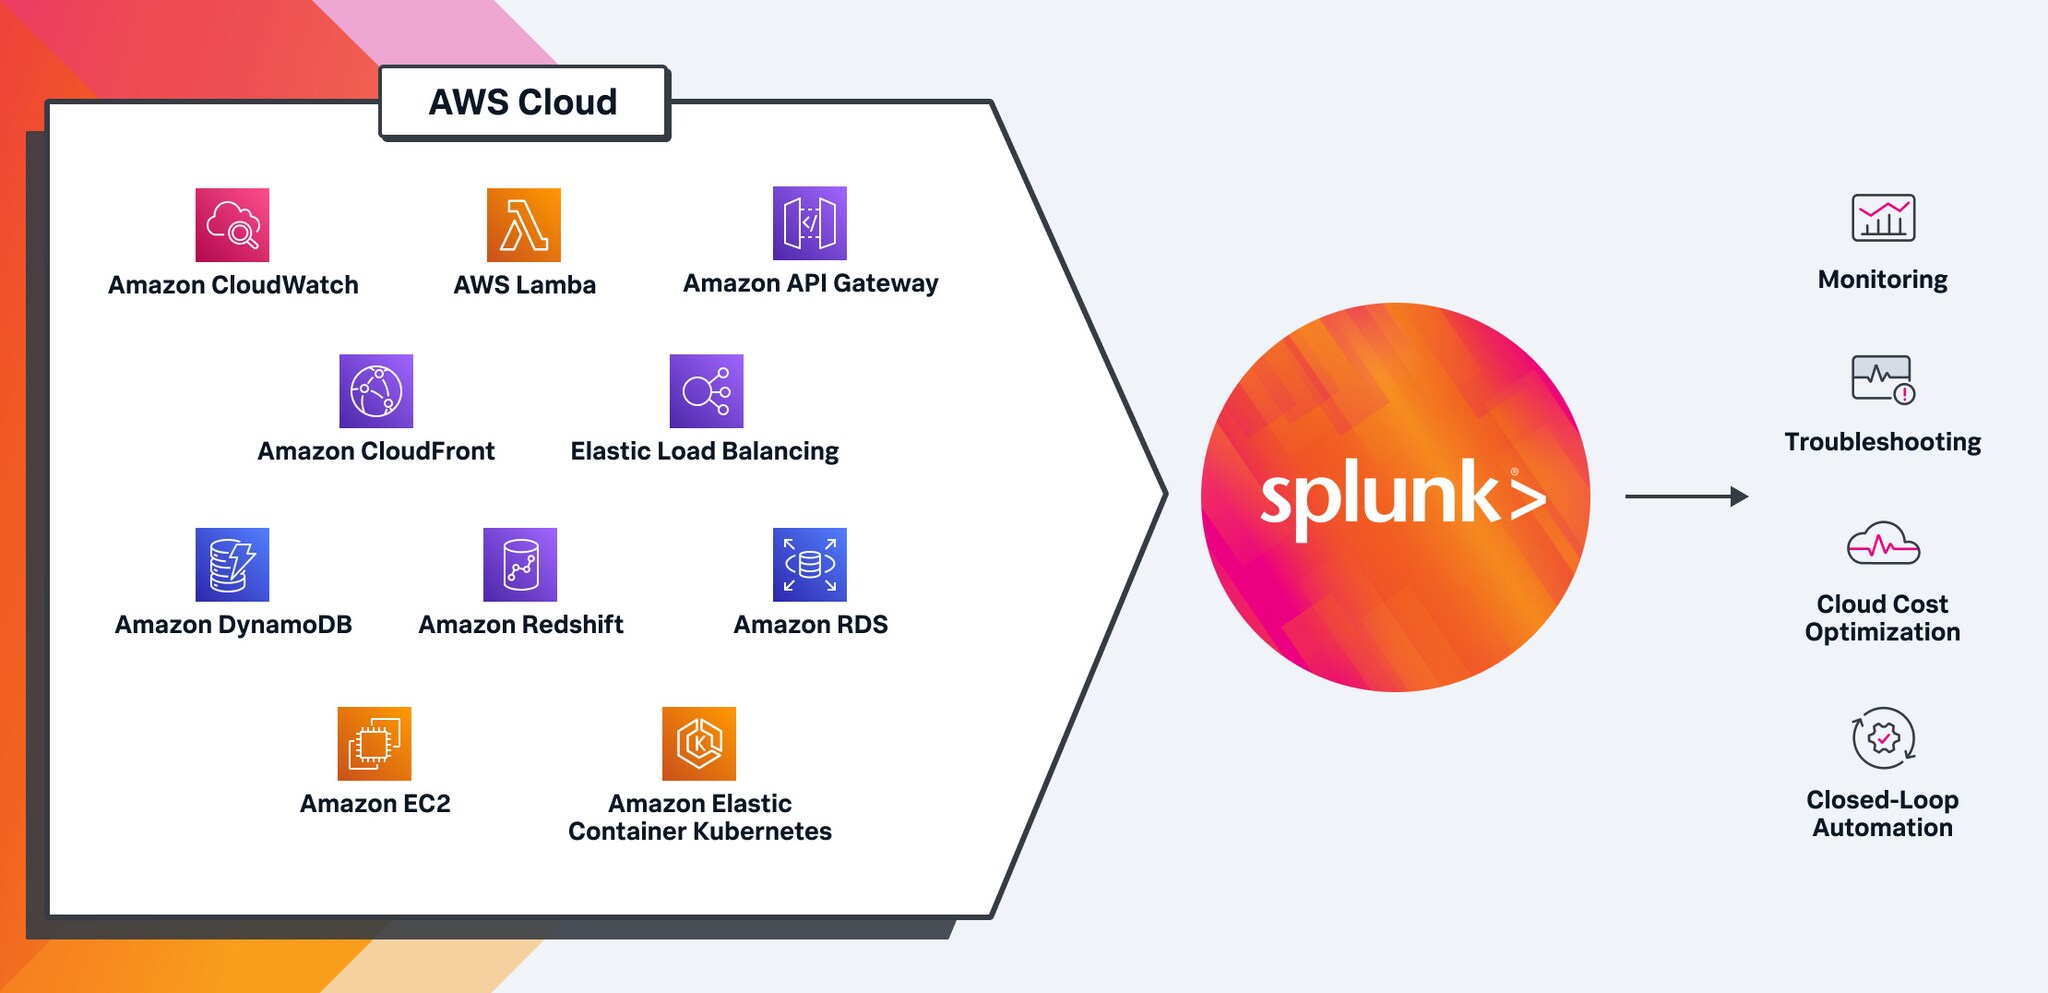 AWS Cloud
Amazon CloudWatch
AWS Lamba
Amazon API Gateway
Amazon CloudFront
Elastic Load Balancing
Amazon DynamoDB
Amazon Redshift
Amazon RDS
Amazon EC2
Amazon Elastic
Container Kubernetes
splunk>®
Monitoring
Troubleshooting
Cloud Cost
Optimization
Closed-Loop
Automation